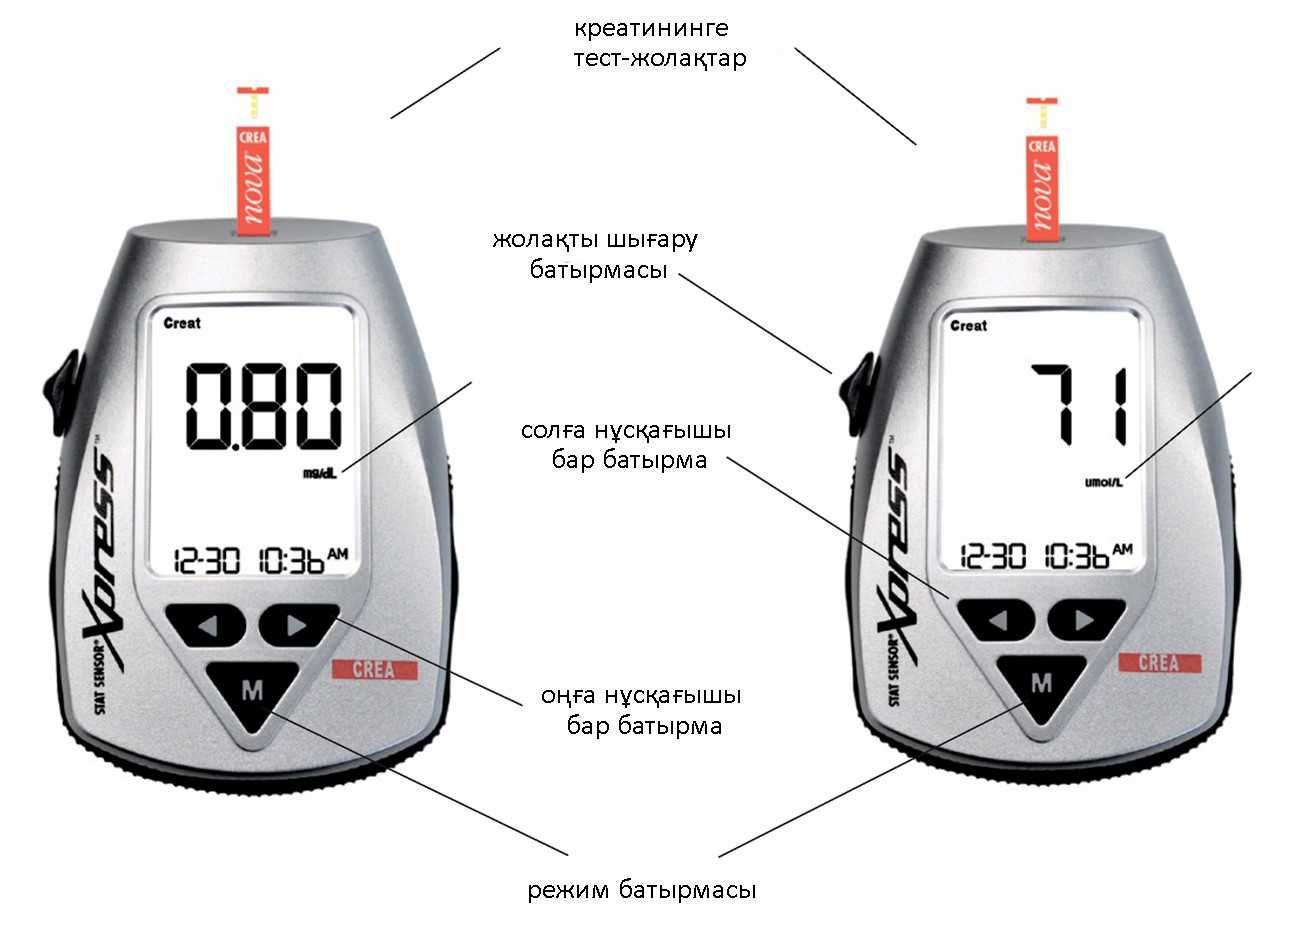 креатининге
тест-жолақтар
CREA
nova
CREA
nova
жолақты шығару
батырмасы
Creat
0.80
mg/dL
12-30 10:36 AM
Creat
71
umol/L
12-30 10:36 AM
солға нұсқағышы
бар батырма
STAT SENSOR® Xpress™
M
CREA
STAT SENSOR® Xpress
M
CREA
оңға нұсқағышы
бар батырма
режим батырмасы